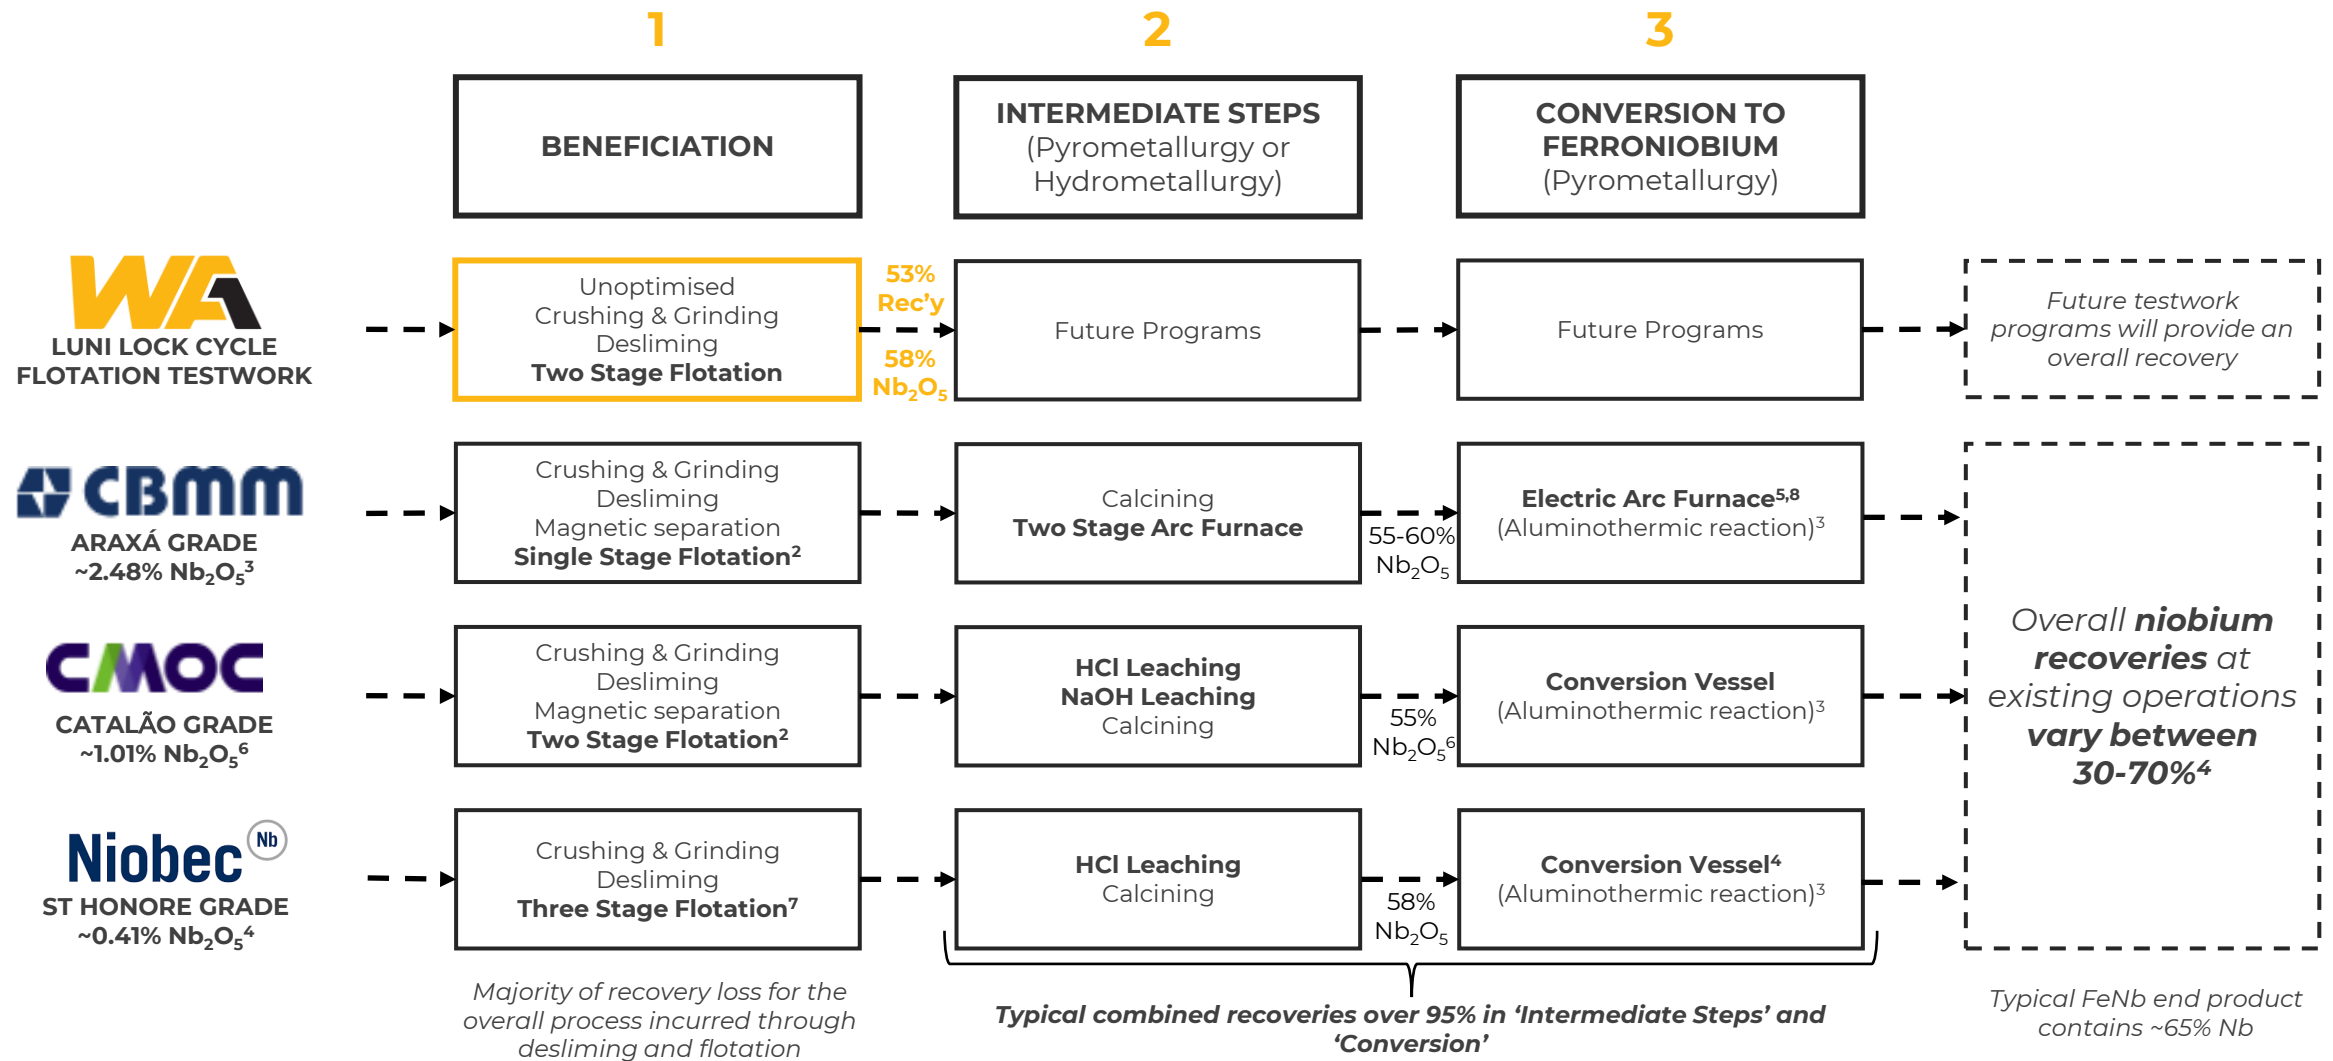 1
2
3
BENEFICIATION
INTERMEDIATE STEPS
(Pyrometallurgy or
Hydrometallurgy)
CONVERSION TO
FERRONIOBIUM
(Pyrometallurgy)
WA
LUNI LOCK CYCLE
FLOTATION TESTWORK
Unoptimised
Crushing & Grinding
Desliming
Two Stage Flotation
53%
Rec’y
58%
Nb₂O₅
Future Programs
Future Programs
Future testwork
programs will provide an
overall recovery
CBMM
ARAXÁ GRADE
~2.48% Nb₂O₅³
Crushing & Grinding
Desliming
Magnetic separation
Single Stage Flotation²
Calcining
Two Stage Arc Furnace
55-60%
Nb₂O₅
Electric Arc Furnace⁵,⁸
(Aluminothermic reaction)³
CMOC
CATALÃO GRADE
~1.01% Nb₂O₅⁶
Crushing & Grinding
Desliming
Magnetic separation
Two Stage Flotation²
HCl Leaching
NaOH Leaching
Calcining
55%
Nb₂O₅⁶
Conversion Vessel
(Aluminothermic reaction)³
Niobec Nb
ST HONORE GRADE
~0.41% Nb₂O₅⁴
Crushing & Grinding
Desliming
Three Stage Flotation⁷
HCl Leaching
Calcining
58%
Nb₂O₅
Conversion Vessel⁴
(Aluminothermic reaction)³
Overall niobium
recoveries at
existing operations
vary between
30-70%⁴
Majority of recovery loss for the
overall process incurred through
desliming and flotation
Typical combined recoveries over 95% in ‘Intermediate Steps’ and
‘Conversion’
Typical FeNb end product
contains ~65% Nb